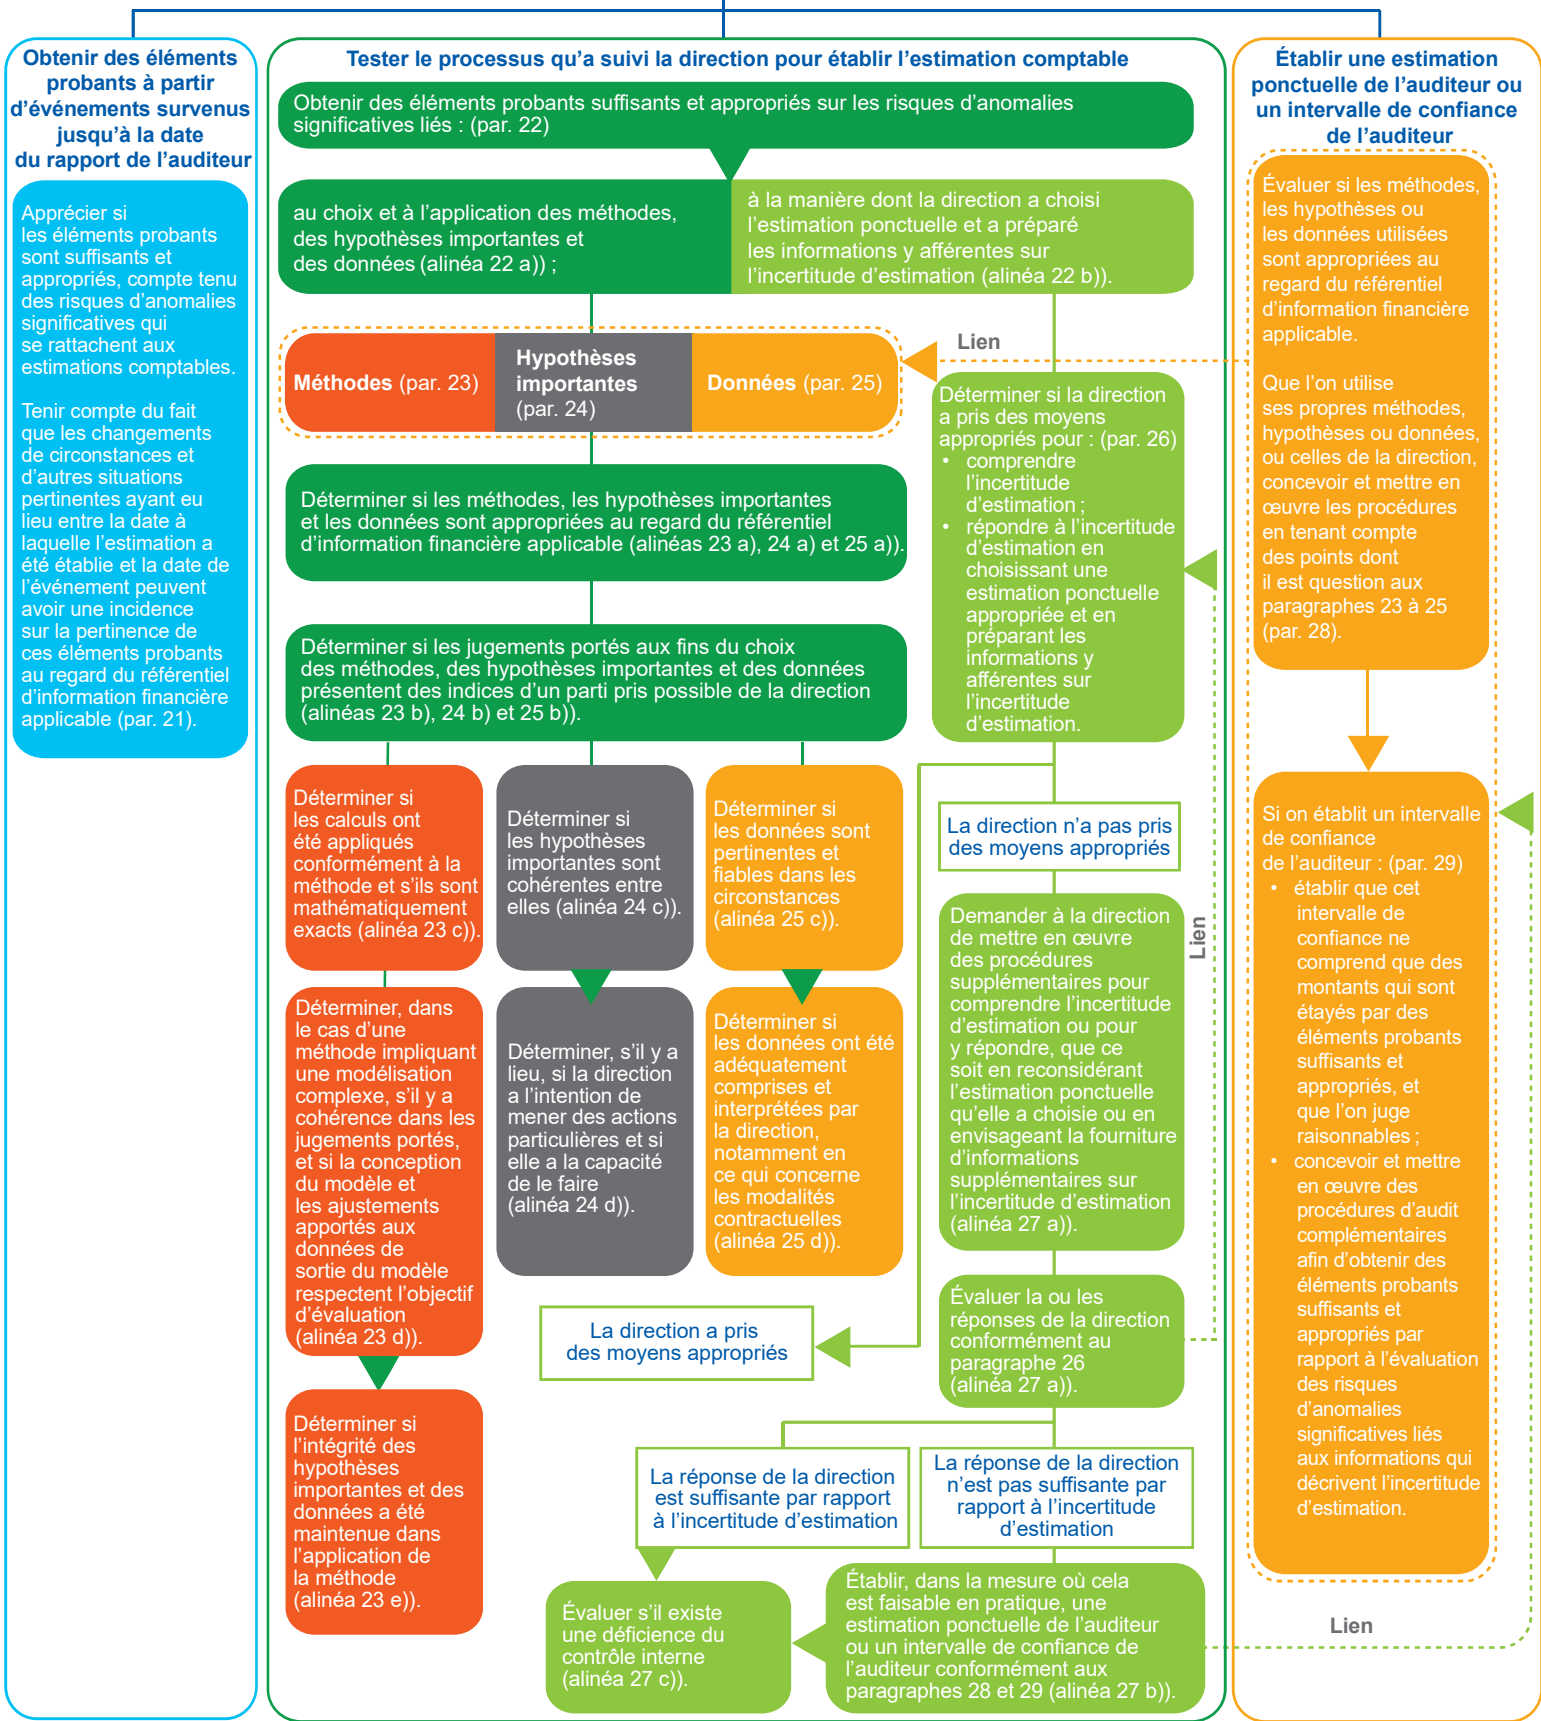 Obtenir des éléments
probants à partir
d’événements survenus
jusqu’à la date
du rapport de l’auditeur
Apprécier si
les éléments probants
sont suffisants et
appropriés, compte tenu
des risques d’anomalies
significatives qui
se rattachent aux
estimations comptables.
Tenir compte du fait
que les changements
de circonstances et
d’autres situations
pertinentes ayant eu
lieu entre la date à
laquelle l’estimation a
été établie et la date de
l’événement peuvent
avoir une incidence
sur la pertinence de
ces éléments probants
au regard du référentiel
d’information financière
applicable (par. 21).
Tester le processus qu’a suivi la direction pour établir l’estimation comptable
Obtenir des éléments probants suffisants et appropriés sur les risques d’anomalies
significatives liés : (par. 22)
au choix et à l’application des méthodes,
des hypothèses importantes et
des données (alinéa 22 a)) ;
à la manière dont la direction a choisi
l’estimation ponctuelle et a préparé
les informations y afférentes sur
l’incertitude d’estimation (alinéa 22 b)).
Méthodes (par. 23)
Hypothèses
importantes
(par. 24)
Données (par. 25)
Lien
Déterminer si les méthodes, les hypothèses importantes
et les données sont appropriées au regard du référentiel
d’information financière applicable (alinéas 23 a), 24 a) et 25 a)).
Déterminer si les jugements portés aux fins du choix
des méthodes, des hypothèses importantes et des données
présentent des indices d’un parti pris possible de la direction
(alinéas 23 b), 24 b) et 25 b)).
Déterminer si
les calculs ont
été appliqués
conformément à la
méthode et s’ils sont
mathématiquement
exacts (alinéa 23 c)).
Déterminer, dans
le cas d’une
méthode impliquant
une modélisation
complexe, s’il y a
cohérence dans les
jugements portés,
et si la conception
du modèle et
les ajustements
apportés aux
données de
sortie du modèle
respectent l’objectif
d’évaluation
(alinéa 23 d)).
Déterminer si
l’intégrité des
hypothèses
importantes et des
données a été
maintenue dans
l’application de
la méthode
(alinéa 23 e)).
Déterminer si
les hypothèses
importantes sont
cohérentes entre
elles (alinéa 24 c)).
Déterminer, s’il y a
lieu, si la direction
a l’intention de
mener des actions
particulières et si
elle a la capacité
de le faire
(alinéa 24 d)).
Déterminer si
les données sont
pertinentes et
fiables dans les
circonstances
(alinéa 25 c)).
Déterminer si
les données ont été
adéquatement
comprises et
interprétées par
la direction,
notamment en
ce qui concerne
les modalités
contractuelles
(alinéa 25 d)).
Déterminer si la direction
a pris des moyens
appropriés pour : (par. 26)
• comprendre
l’incertitude
d’estimation ;
• répondre à l’incertitude
d’estimation en
choisissant une
estimation ponctuelle
appropriée et en
préparant les
informations y
afférentes sur
l’incertitude
d’estimation.
La direction n’a pas pris
des moyens appropriés
Demander à la direction
de mettre en œuvre
des procédures
supplémentaires pour
comprendre l’incertitude
d’estimation ou pour
y répondre, que ce
soit en reconsidérant
l’estimation ponctuelle
qu’elle a choisie ou en
envisageant la fourniture
d’informations
supplémentaires sur
l’incertitude d’estimation
(alinéa 27 a)).
Lien
Évaluer la ou les
réponses de la direction
conformément au
paragraphe 26
(alinéa 27 a)).
La direction a pris
des moyens appropriés
La réponse de la direction
est suffisante par rapport
à l’incertitude d’estimation
La réponse de la direction
n’est pas suffisante par
rapport à l’incertitude
d’estimation
Évaluer s’il existe
une déficience du
contrôle interne
(alinéa 27 c)).
Établir, dans la mesure où cela
est faisable en pratique, une
estimation ponctuelle de l’auditeur
ou un intervalle de confiance de
l’auditeur conformément aux
paragraphes 28 et 29 (alinéa 27 b)).
Établir une estimation
ponctuelle de l’auditeur ou
un intervalle de confiance
de l’auditeur
Évaluer si les méthodes,
les hypothèses ou
les données utilisées
sont appropriées au
regard du référentiel
d’information financière
applicable.
Que l’on utilise
ses propres méthodes,
hypothèses ou données,
ou celles de la direction,
concevoir et mettre en
œuvre les procédures
en tenant compte
des points dont
il est question aux
paragraphes 23 à 25
(par. 28).
Si on établit un intervalle
de confiance
de l’auditeur : (par. 29)
• établir que cet
intervalle de
confiance ne
comprend que des
montants qui sont
étayés par des
éléments probants
suffisants et
appropriés, et
que l’on juge
raisonnables ;
• concevoir et mettre
en œuvre des
procédures d’audit
complémentaires
afin d’obtenir des
éléments probants
suffisants et
appropriés par
rapport à l’évaluation
des risques
d’anomalies
significatives liés
aux informations qui
décrivent l’incertitude
d’estimation.
Lien